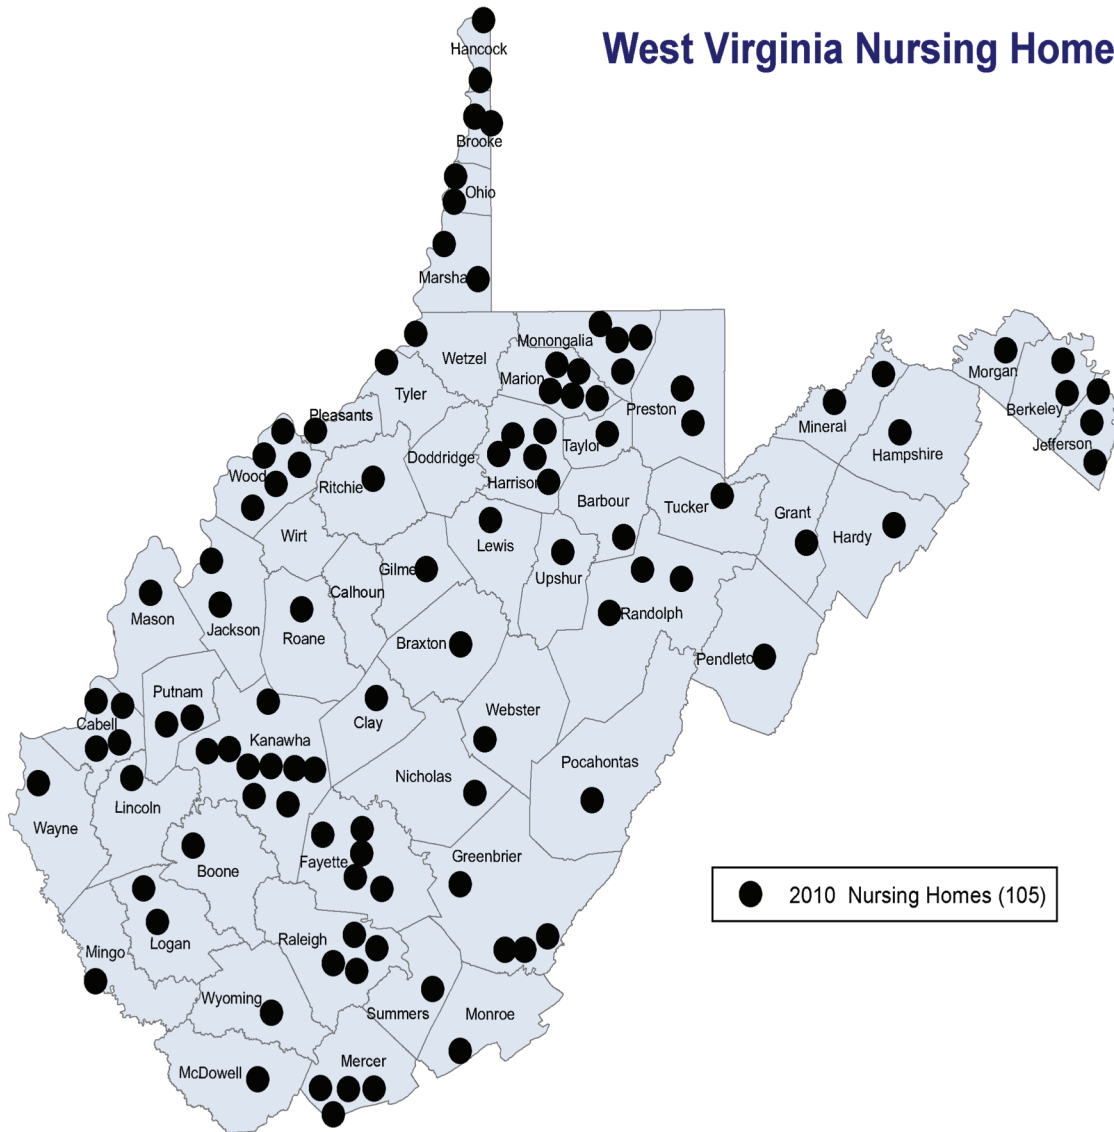 West Virginia Nursing Home
Hancock
Brooke
Ohio
Marsha
Wetzel
Monongalia
Marion
Tyler
Preston
Morgan
Berkeley
Jefferson
Mineral
Hampshire
Pleasants
Doddridge
Taylor
Harrison
Wood
Ritchie
Barbour
Tucker
Grant
Hardy
Wirt
Lewis
Gilme
Upshur
Calhoun
Randolph
Mason
Jackson
Roane
Braxton
Pendleto
Putnam
Cabell
Kanawha
Clay
Webster
Nicholas
Pocahontas
Lincoln
Wayne
Boone
Fayette
Greenbrier
2010 Nursing Homes (105)
Logan
Mingo
Raleigh
Wyoming
Summers
Monroe
McDowell
Mercer